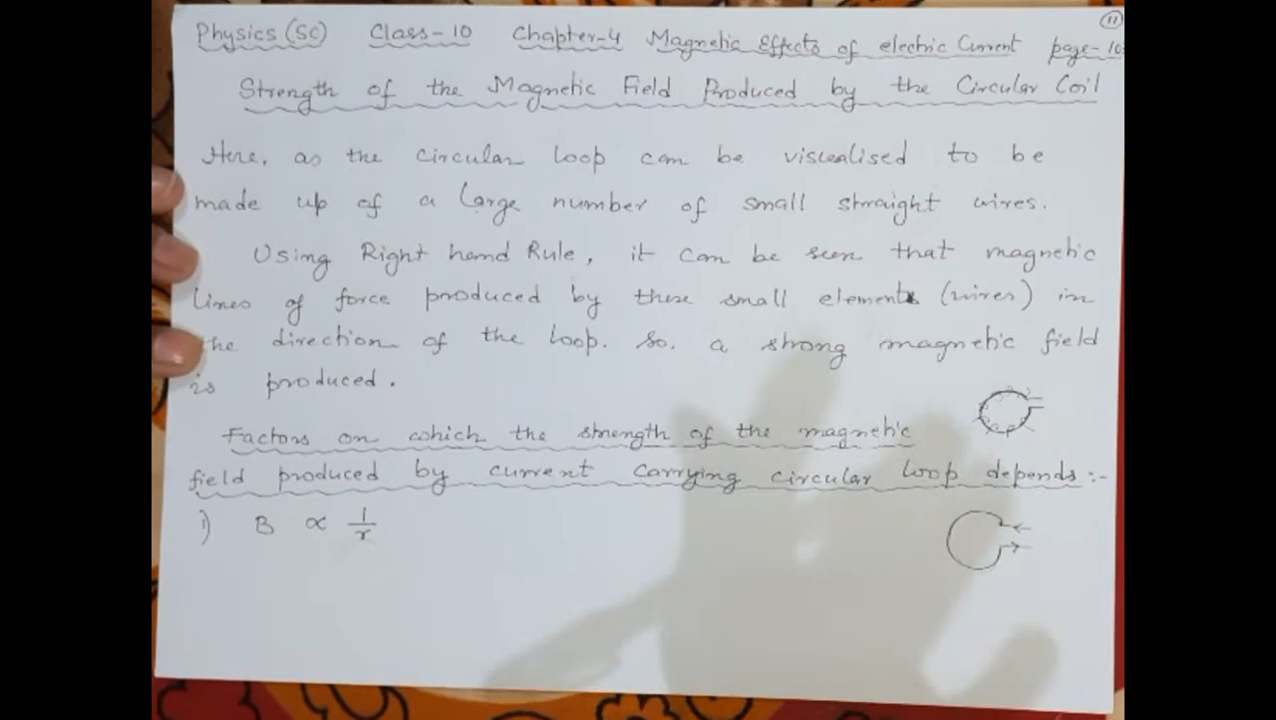 11
Physics (Sc) Class-10 Chapter-4 Magnetic Effects of electric Current page-10
Strength of the Magnetic Field Produced by the Circular Coil
Here, as the circular loop can be visualised to be
made up of a large number of small straight wires.
Using Right hand Rule, it can be seen that magnetic
lines of force produced by these small elements (wires) in
the direction of the loop. So, a strong magnetic field
is produced.
Factors on which the strength of the magnetic
field produced by current carrying circular loop depends :-
i) B ∝ 1/r